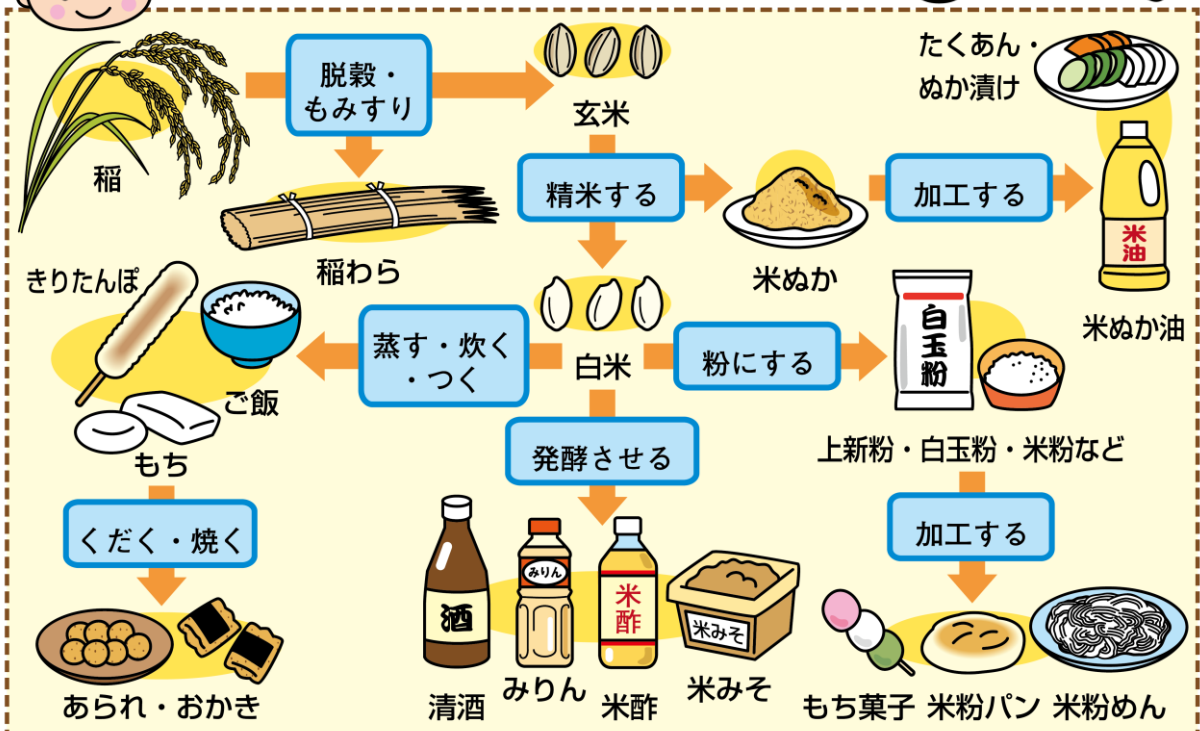 稲
脱穀・
もみすり
玄米
たくあん・
ぬか漬け
稲わら
精米する
米ぬか
加工する
米油
米ぬか油
きりたんぽ
ご飯
もち
蒸す・炊く
・つく
白米
粉にする
白玉粉
上新粉・白玉粉・米粉など
くだく・焼く
あられ・おかき
発酵させる
酒
みりん
米酢
米みそ
清酒
みりん
米酢
米みそ
加工する
もち菓子
米粉パン
米粉めん